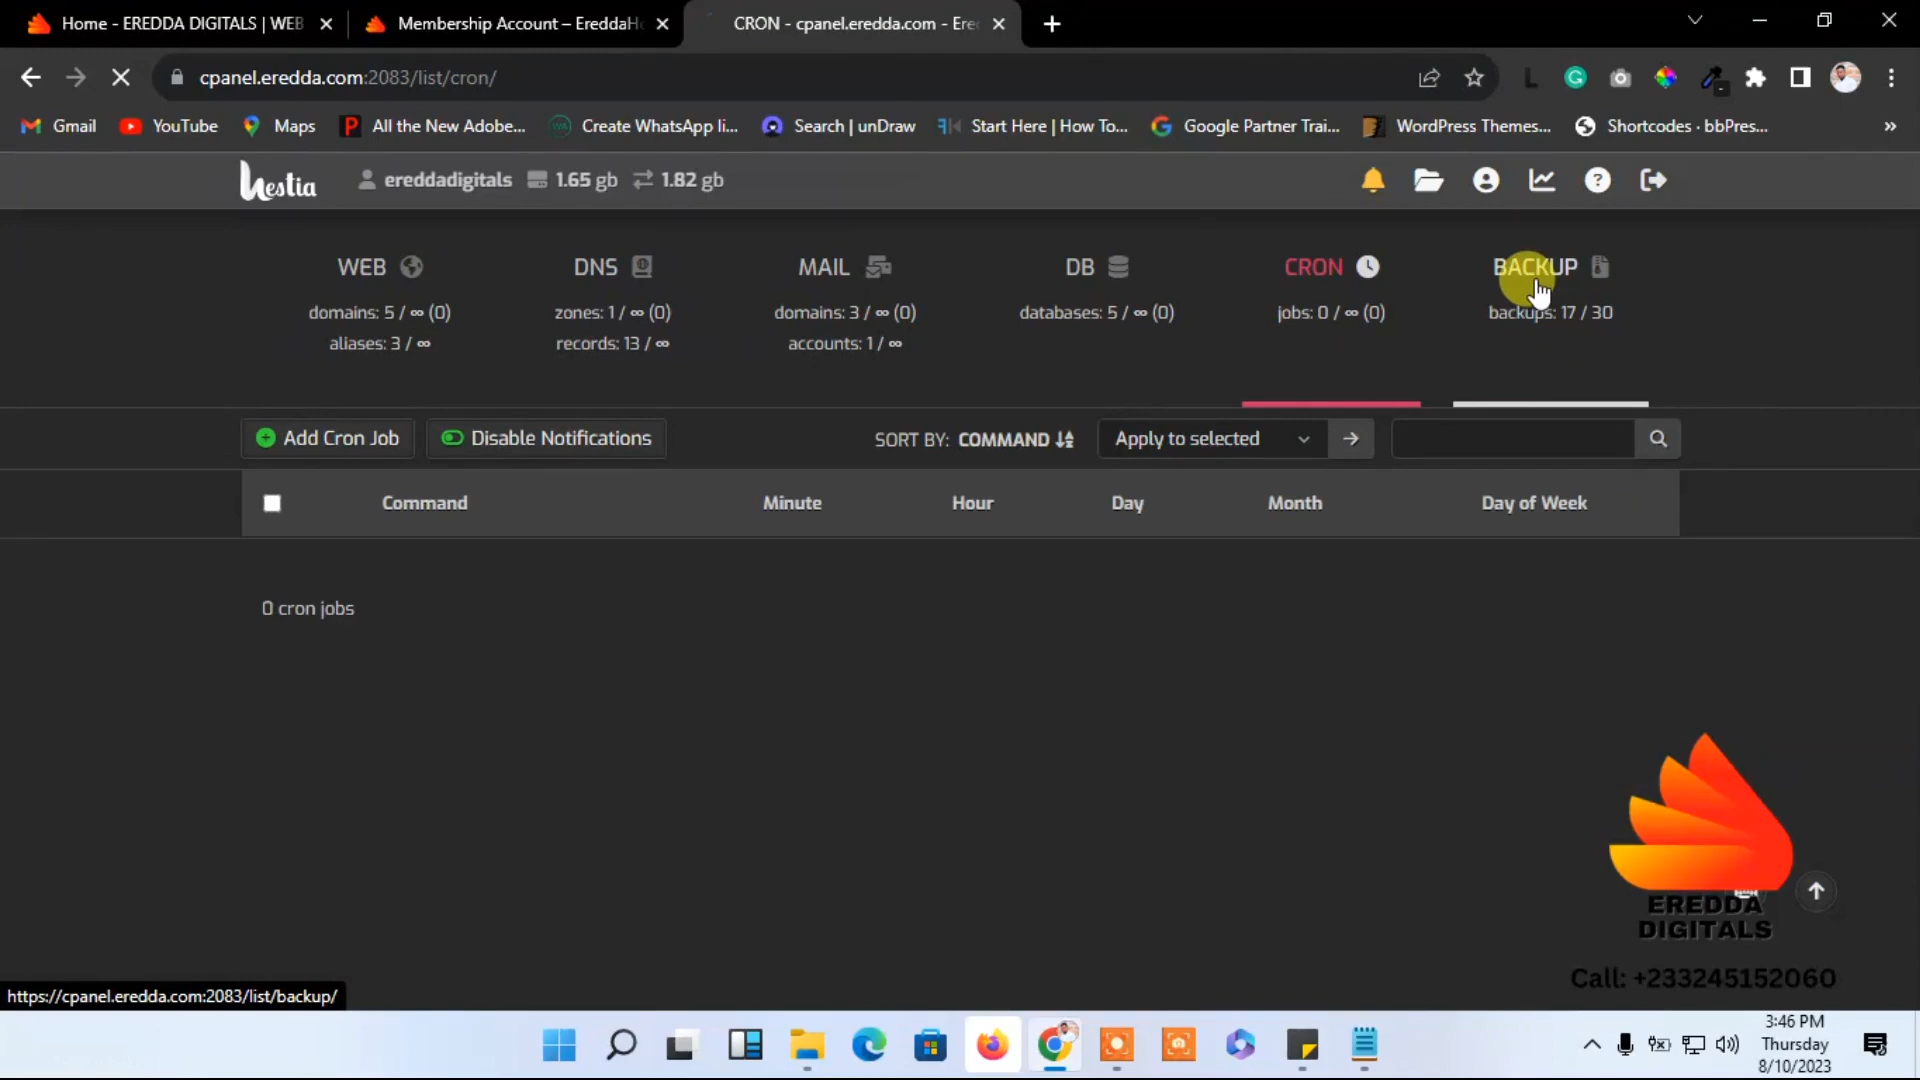 Home - EREDDA DIGITALS | WEB
Membership Account – EreddaHo
CRON - cpanel.eredda.com - Ere
cpanel.eredda.com:2083/list/cron/
Gmail
YouTube
Maps
All the New Adobe...
Create WhatsApp li...
Search | unDraw
Start Here | How To...
Google Partner Trai...
WordPress Themes...
Shortcodes · bbPres...
»
hestia
ereddadigitals 1.65 gb 1.82 gb
WEB
domains: 5 / ∞ (0)
aliases: 3 / ∞
DNS
zones: 1 / ∞ (0)
records: 13 / ∞
MAIL
domains: 3 / ∞ (0)
accounts: 1 / ∞
DB
databases: 5 / ∞ (0)
CRON
jobs: 0 / ∞ (0)
BACKUP
backups: 17 / 30
Add Cron Job
Disable Notifications
SORT BY: COMMAND
Apply to selected
Command Minute Hour Day Month Day of Week
0 cron jobs
EREDDA
DIGITALS
Call: +233245152060
https://cpanel.eredda.com:2083/list/backup/
3:46 PM
Thursday
8/10/2023